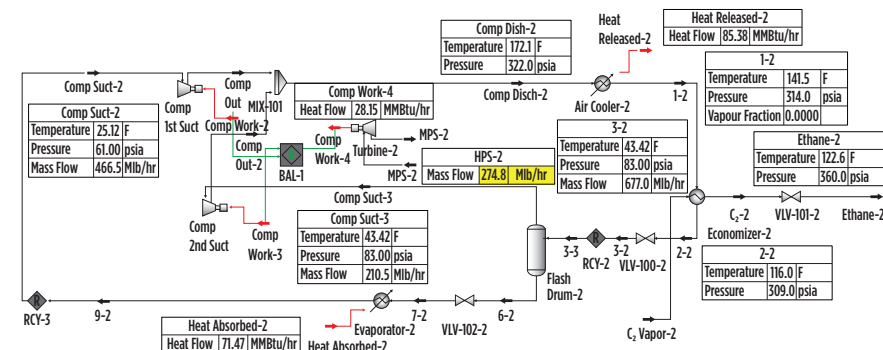 Comp Dish-2
Temperature 172.1 F
Pressure 322.0 psia
Heat
Released-2
Heat Released-2
Heat Flow 85.38 MMBtu/hr
1-2
Temperature 141.5 F
Pressure 314.0 psia
Vapour Fraction 0.0000
Comp Suct-2
Comp
1st Suct
Comp
Out
MIX-101
Comp Disch-2
Air Cooler-2
1-2
Comp Work-4
Heat Flow 28.15 MMBtu/hr
Comp Suct-2
Temperature 25.12 F
Pressure 61.00 psia
Mass Flow 466.5 Mlb/hr
Comp Work-2
Comp
Out-2
BAL-1
Comp
Work-4
Turbine-2
MPS-2
MPS-2
HPS-2
Mass Flow 274.8 Mlb/hr
3-2
Temperature 43.42 F
Pressure 83.00 psia
Mass Flow 677.0 Mlb/hr
Ethane-2
Temperature 122.6 F
Pressure 360.0 psia
Comp Suct-3
Comp
2nd Suct
Comp
Work-3
Comp Suct-3
Temperature 43.42 F
Pressure 83.00 psia
Mass Flow 210.5 Mlb/hr
C₂-2
VLV-101-2
Ethane-2
Economizer-2
R
3-3
RCY-2
3-2
VLV-100-2
2-2
Flash
Drum-2
2-2
Temperature 116.0 F
Pressure 309.0 psia
R
RCY-3
9-2
Evaporator-2
7-2
VLV-102-2
6-2
C₂ Vapor-2
Heat Absorbed-2
Heat Flow 71.47 MMBtu/hr
Heat Absorbed-2